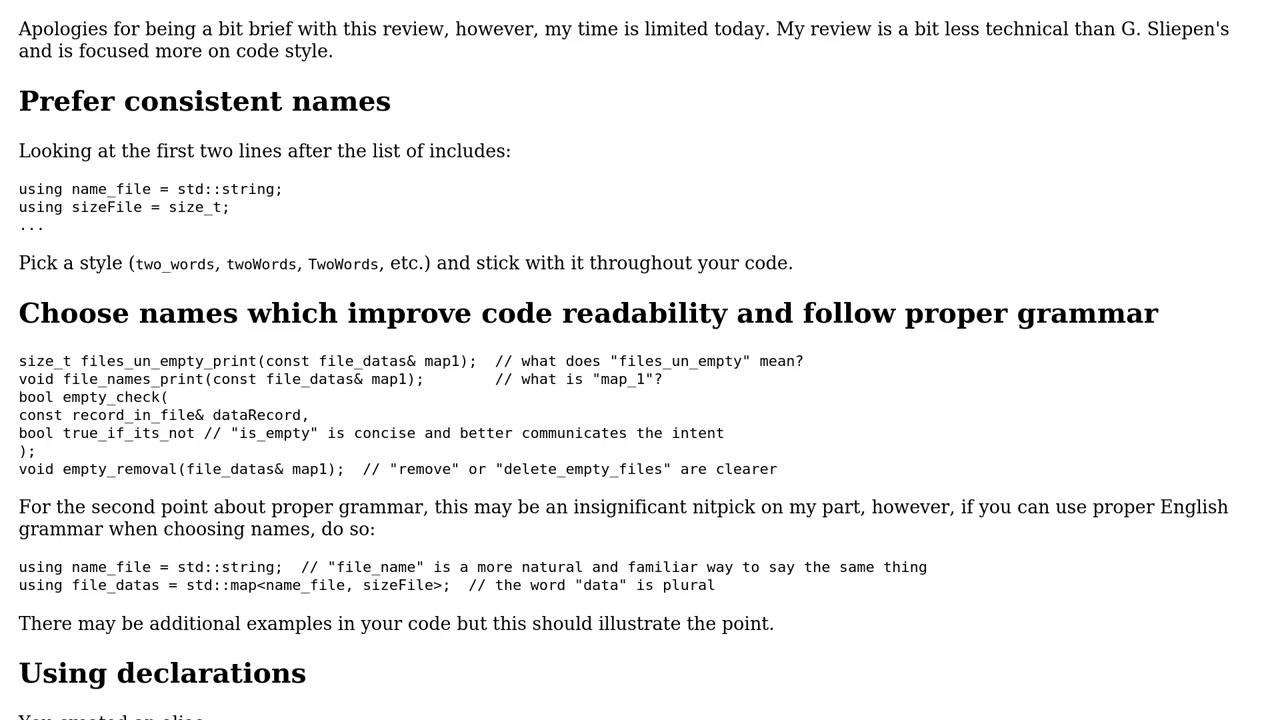 Apologies for being a bit brief with this review, however, my time is limited today. My review is a bit less technical than G. Sliepen's
and is focused more on code style.
Prefer consistent names
Looking at the first two lines after the list of includes:
using name_file = std::string;
using sizeFile = size_t;
...
Pick a style (two_words, twoWords, TwoWords, etc.) and stick with it throughout your code.
Choose names which improve code readability and follow proper grammar
size_t files_un_empty_print(const file_datas& map1);  // what does "files_un_empty" mean?
void file_names_print(const file_datas& map1);        // what is "map_1"?
bool empty_check(
const record_in_file& dataRecord,
bool true_if_its_not // "is_empty" is concise and better communicates the intent
);
void empty_removal(file_datas& map1);  // "remove" or "delete_empty_files" are clearer
For the second point about proper grammar, this may be an insignificant nitpick on my part, however, if you can use proper English
grammar when choosing names, do so:
using name_file = std::string;  // "file_name" is a more natural and familiar way to say the same thing
using file_datas = std::map<name_file, sizeFile>;  // the word "data" is plural
There may be additional examples in your code but this should illustrate the point.
Using declarations
You created an alias